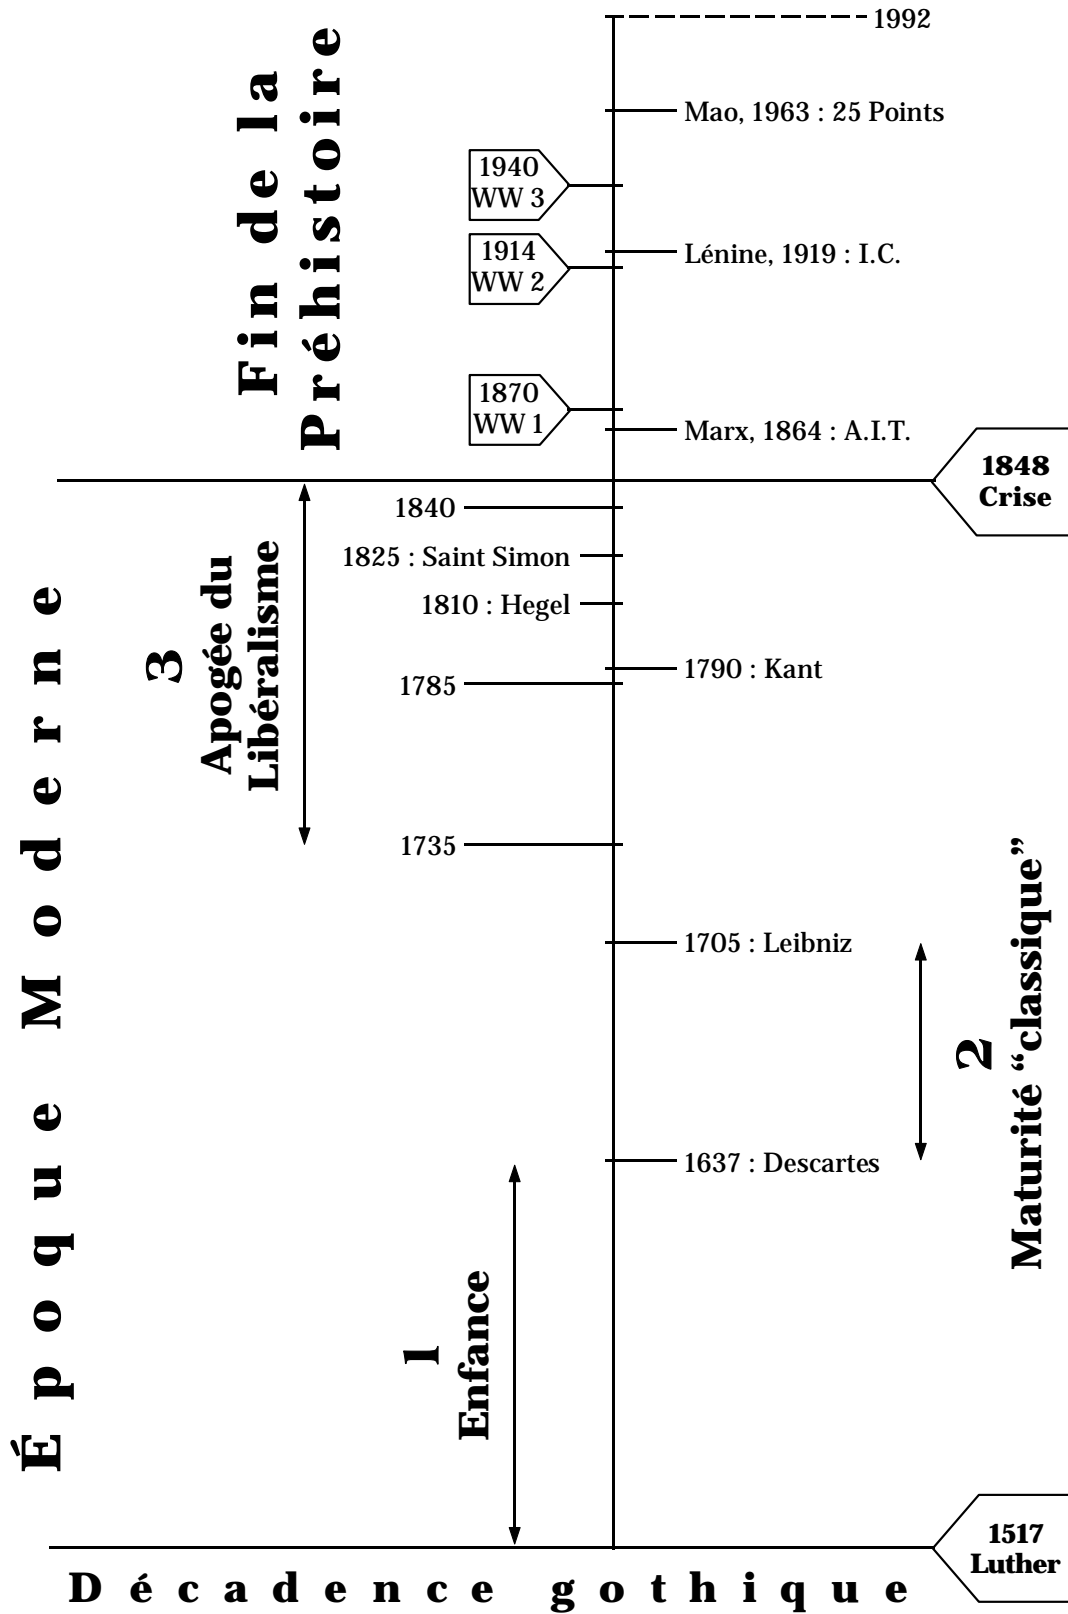 1992
Fin de la
Préhistoire
Mao, 1963 : 25 Points
1940
WW 3
Lénine, 1919 : I.C.
1914
WW 2
1870
WW 1
Marx, 1864 : A.I.T.
1848
Crise
1840
1825 : Saint Simon
1810 : Hegel
3
Apogée du
Libéralisme
1790 : Kant
1785
1735
Époque Moderne
1705 : Leibniz
2
Maturité “classique”
1637 : Descartes
1
Enfance
1517
Luther
Décadence gothique